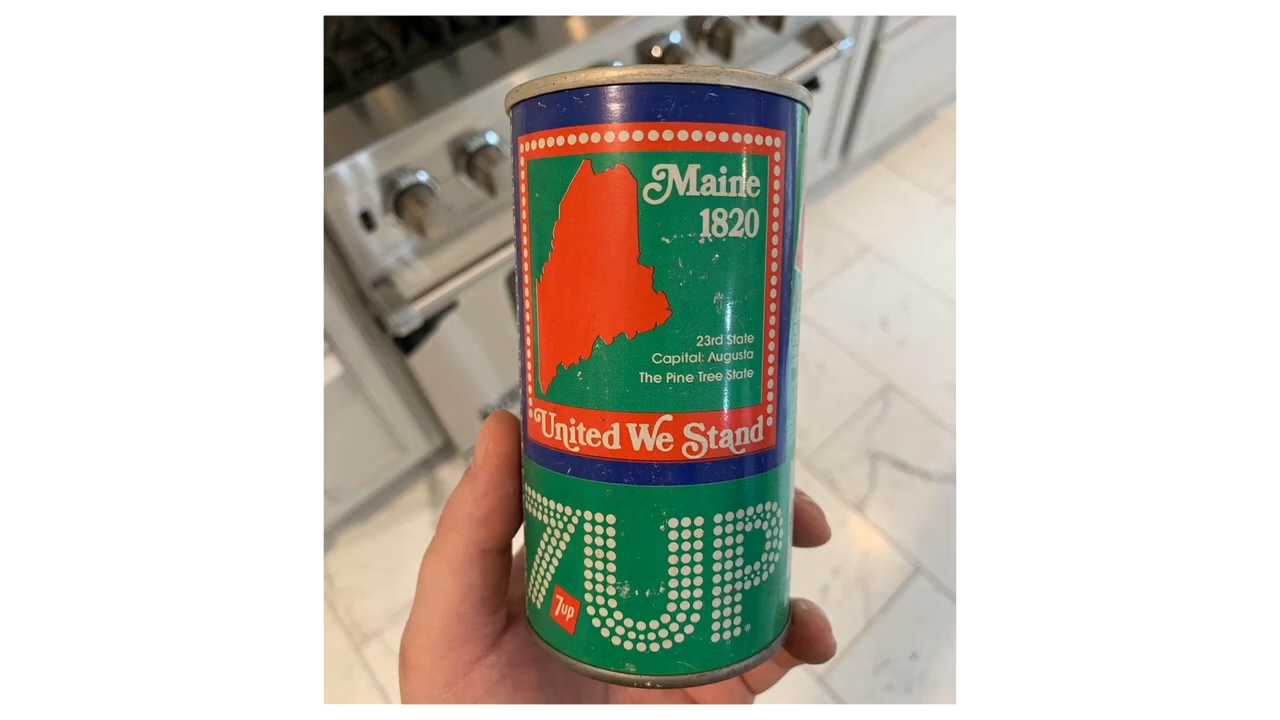 Maine
1820
23rd State
Capital: Augusta
The Pine Tree State
United We Stand
7UP
7up